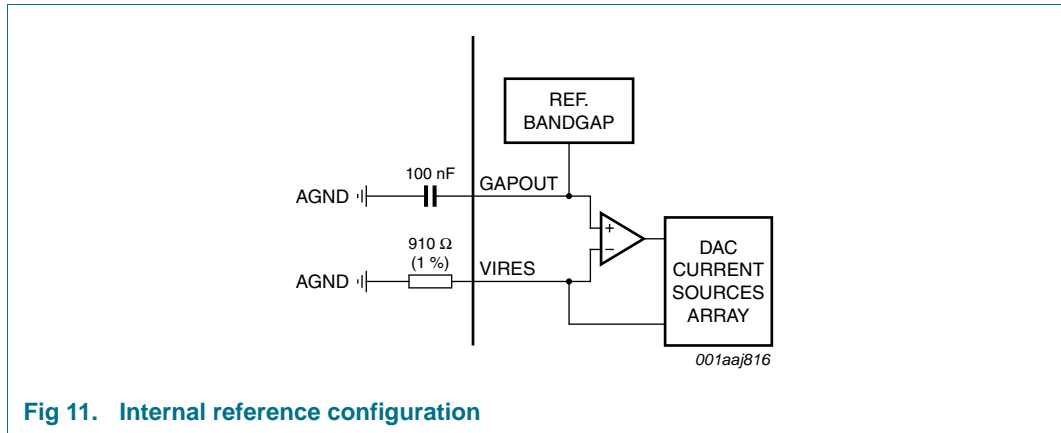 REF.
BANDGAP
100 nF
GAPOUT
AGND
+
−
910 Ω
(1 %)
VIRES
AGND
DAC
CURRENT
SOURCES
ARRAY
001aaj816
Fig 11. Internal reference configuration